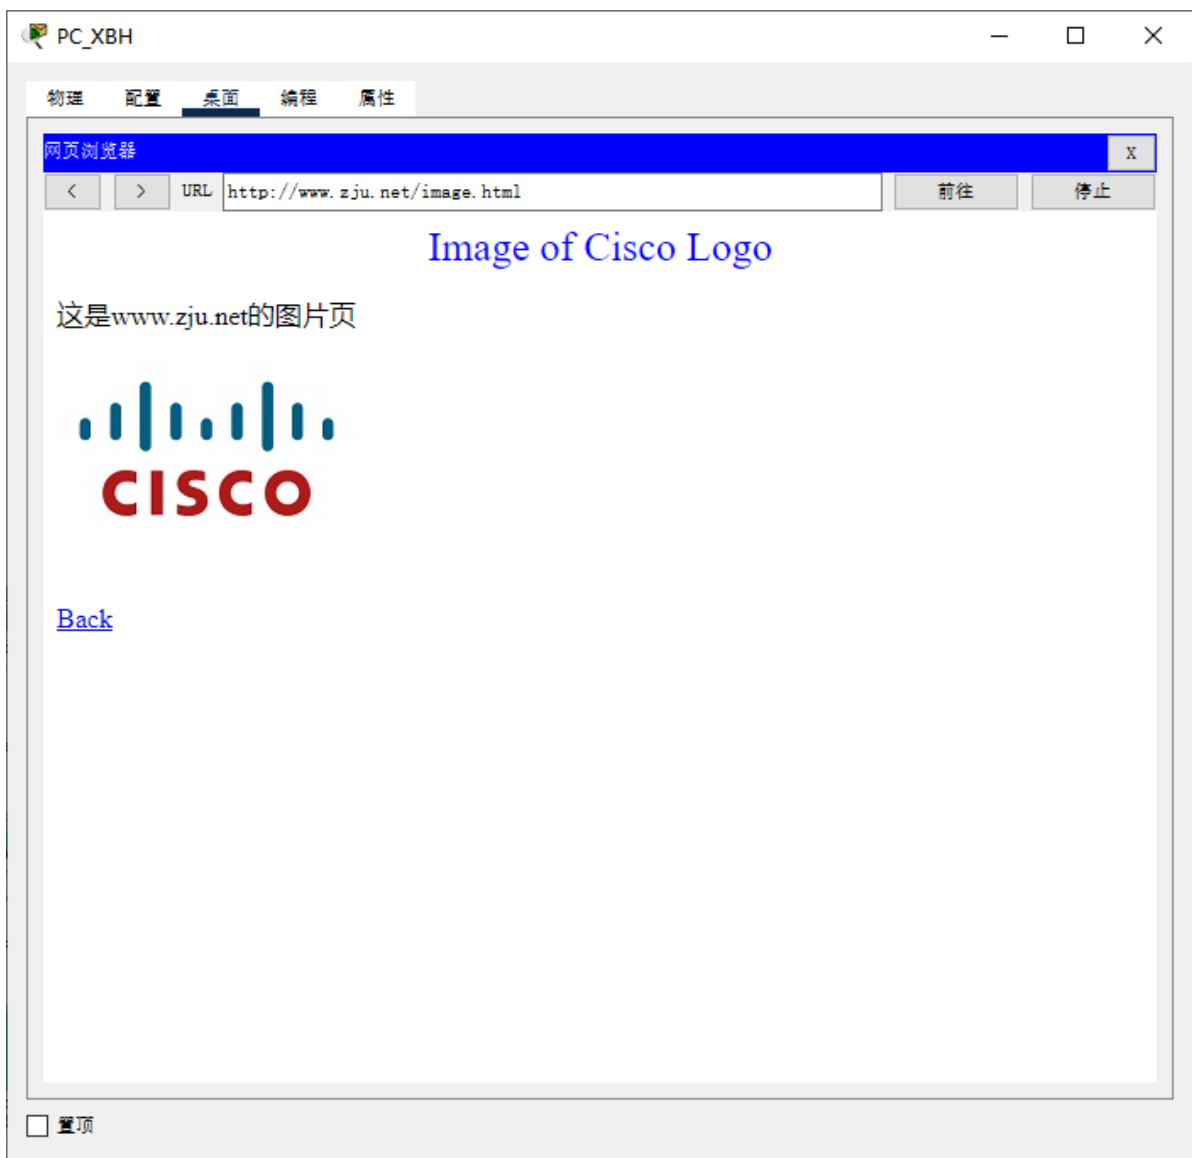 PC_XBH
物理 配置 桌面 编程 属性
网页浏览器 X
< > URL http://www.zju.net/image.html 前往 停止
Image of Cisco Logo
这是www.zju.net的图片页
CISCO
Back
置顶